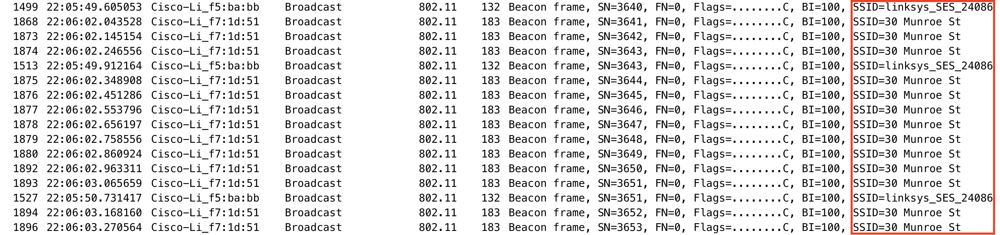 1499 22:05:49.605053 Cisco-Li_f5:ba:bb Broadcast 802.11 132 Beacon frame, SN=3640, FN=0, Flags=........C, BI=100, SSID=linksys_SES_24086
1868 22:06:02.043528 Cisco-Li_f7:1d:51 Broadcast 802.11 183 Beacon frame, SN=3641, FN=0, Flags=........C, BI=100, SSID=30 Munroe St
1873 22:06:02.145154 Cisco-Li_f7:1d:51 Broadcast 802.11 183 Beacon frame, SN=3642, FN=0, Flags=........C, BI=100, SSID=30 Munroe St
1874 22:06:02.246556 Cisco-Li_f7:1d:51 Broadcast 802.11 183 Beacon frame, SN=3643, FN=0, Flags=........C, BI=100, SSID=30 Munroe St
1513 22:05:49.912164 Cisco-Li_f5:ba:bb Broadcast 802.11 132 Beacon frame, SN=3643, FN=0, Flags=........C, BI=100, SSID=linksys_SES_24086
1875 22:06:02.348908 Cisco-Li_f7:1d:51 Broadcast 802.11 183 Beacon frame, SN=3644, FN=0, Flags=........C, BI=100, SSID=30 Munroe St
1876 22:06:02.451286 Cisco-Li_f7:1d:51 Broadcast 802.11 183 Beacon frame, SN=3645, FN=0, Flags=........C, BI=100, SSID=30 Munroe St
1877 22:06:02.553796 Cisco-Li_f7:1d:51 Broadcast 802.11 183 Beacon frame, SN=3646, FN=0, Flags=........C, BI=100, SSID=30 Munroe St
1878 22:06:02.656197 Cisco-Li_f7:1d:51 Broadcast 802.11 183 Beacon frame, SN=3647, FN=0, Flags=........C, BI=100, SSID=30 Munroe St
1879 22:06:02.758556 Cisco-Li_f7:1d:51 Broadcast 802.11 183 Beacon frame, SN=3648, FN=0, Flags=........C, BI=100, SSID=30 Munroe St
1880 22:06:02.860924 Cisco-Li_f7:1d:51 Broadcast 802.11 183 Beacon frame, SN=3649, FN=0, Flags=........C, BI=100, SSID=30 Munroe St
1892 22:06:02.963311 Cisco-Li_f7:1d:51 Broadcast 802.11 183 Beacon frame, SN=3650, FN=0, Flags=........C, BI=100, SSID=30 Munroe St
1893 22:06:03.065659 Cisco-Li_f7:1d:51 Broadcast 802.11 183 Beacon frame, SN=3651, FN=0, Flags=........C, BI=100, SSID=30 Munroe St
1527 22:05:50.731417 Cisco-Li_f5:ba:bb Broadcast 802.11 132 Beacon frame, SN=3651, FN=0, Flags=........C, BI=100, SSID=linksys_SES_24086
1894 22:06:03.168160 Cisco-Li_f7:1d:51 Broadcast 802.11 183 Beacon frame, SN=3652, FN=0, Flags=........C, BI=100, SSID=30 Munroe St
1896 22:06:03.270564 Cisco-Li_f7:1d:51 Broadcast 802.11 183 Beacon frame, SN=3653, FN=0, Flags=........C, BI=100, SSID=30 Munroe St